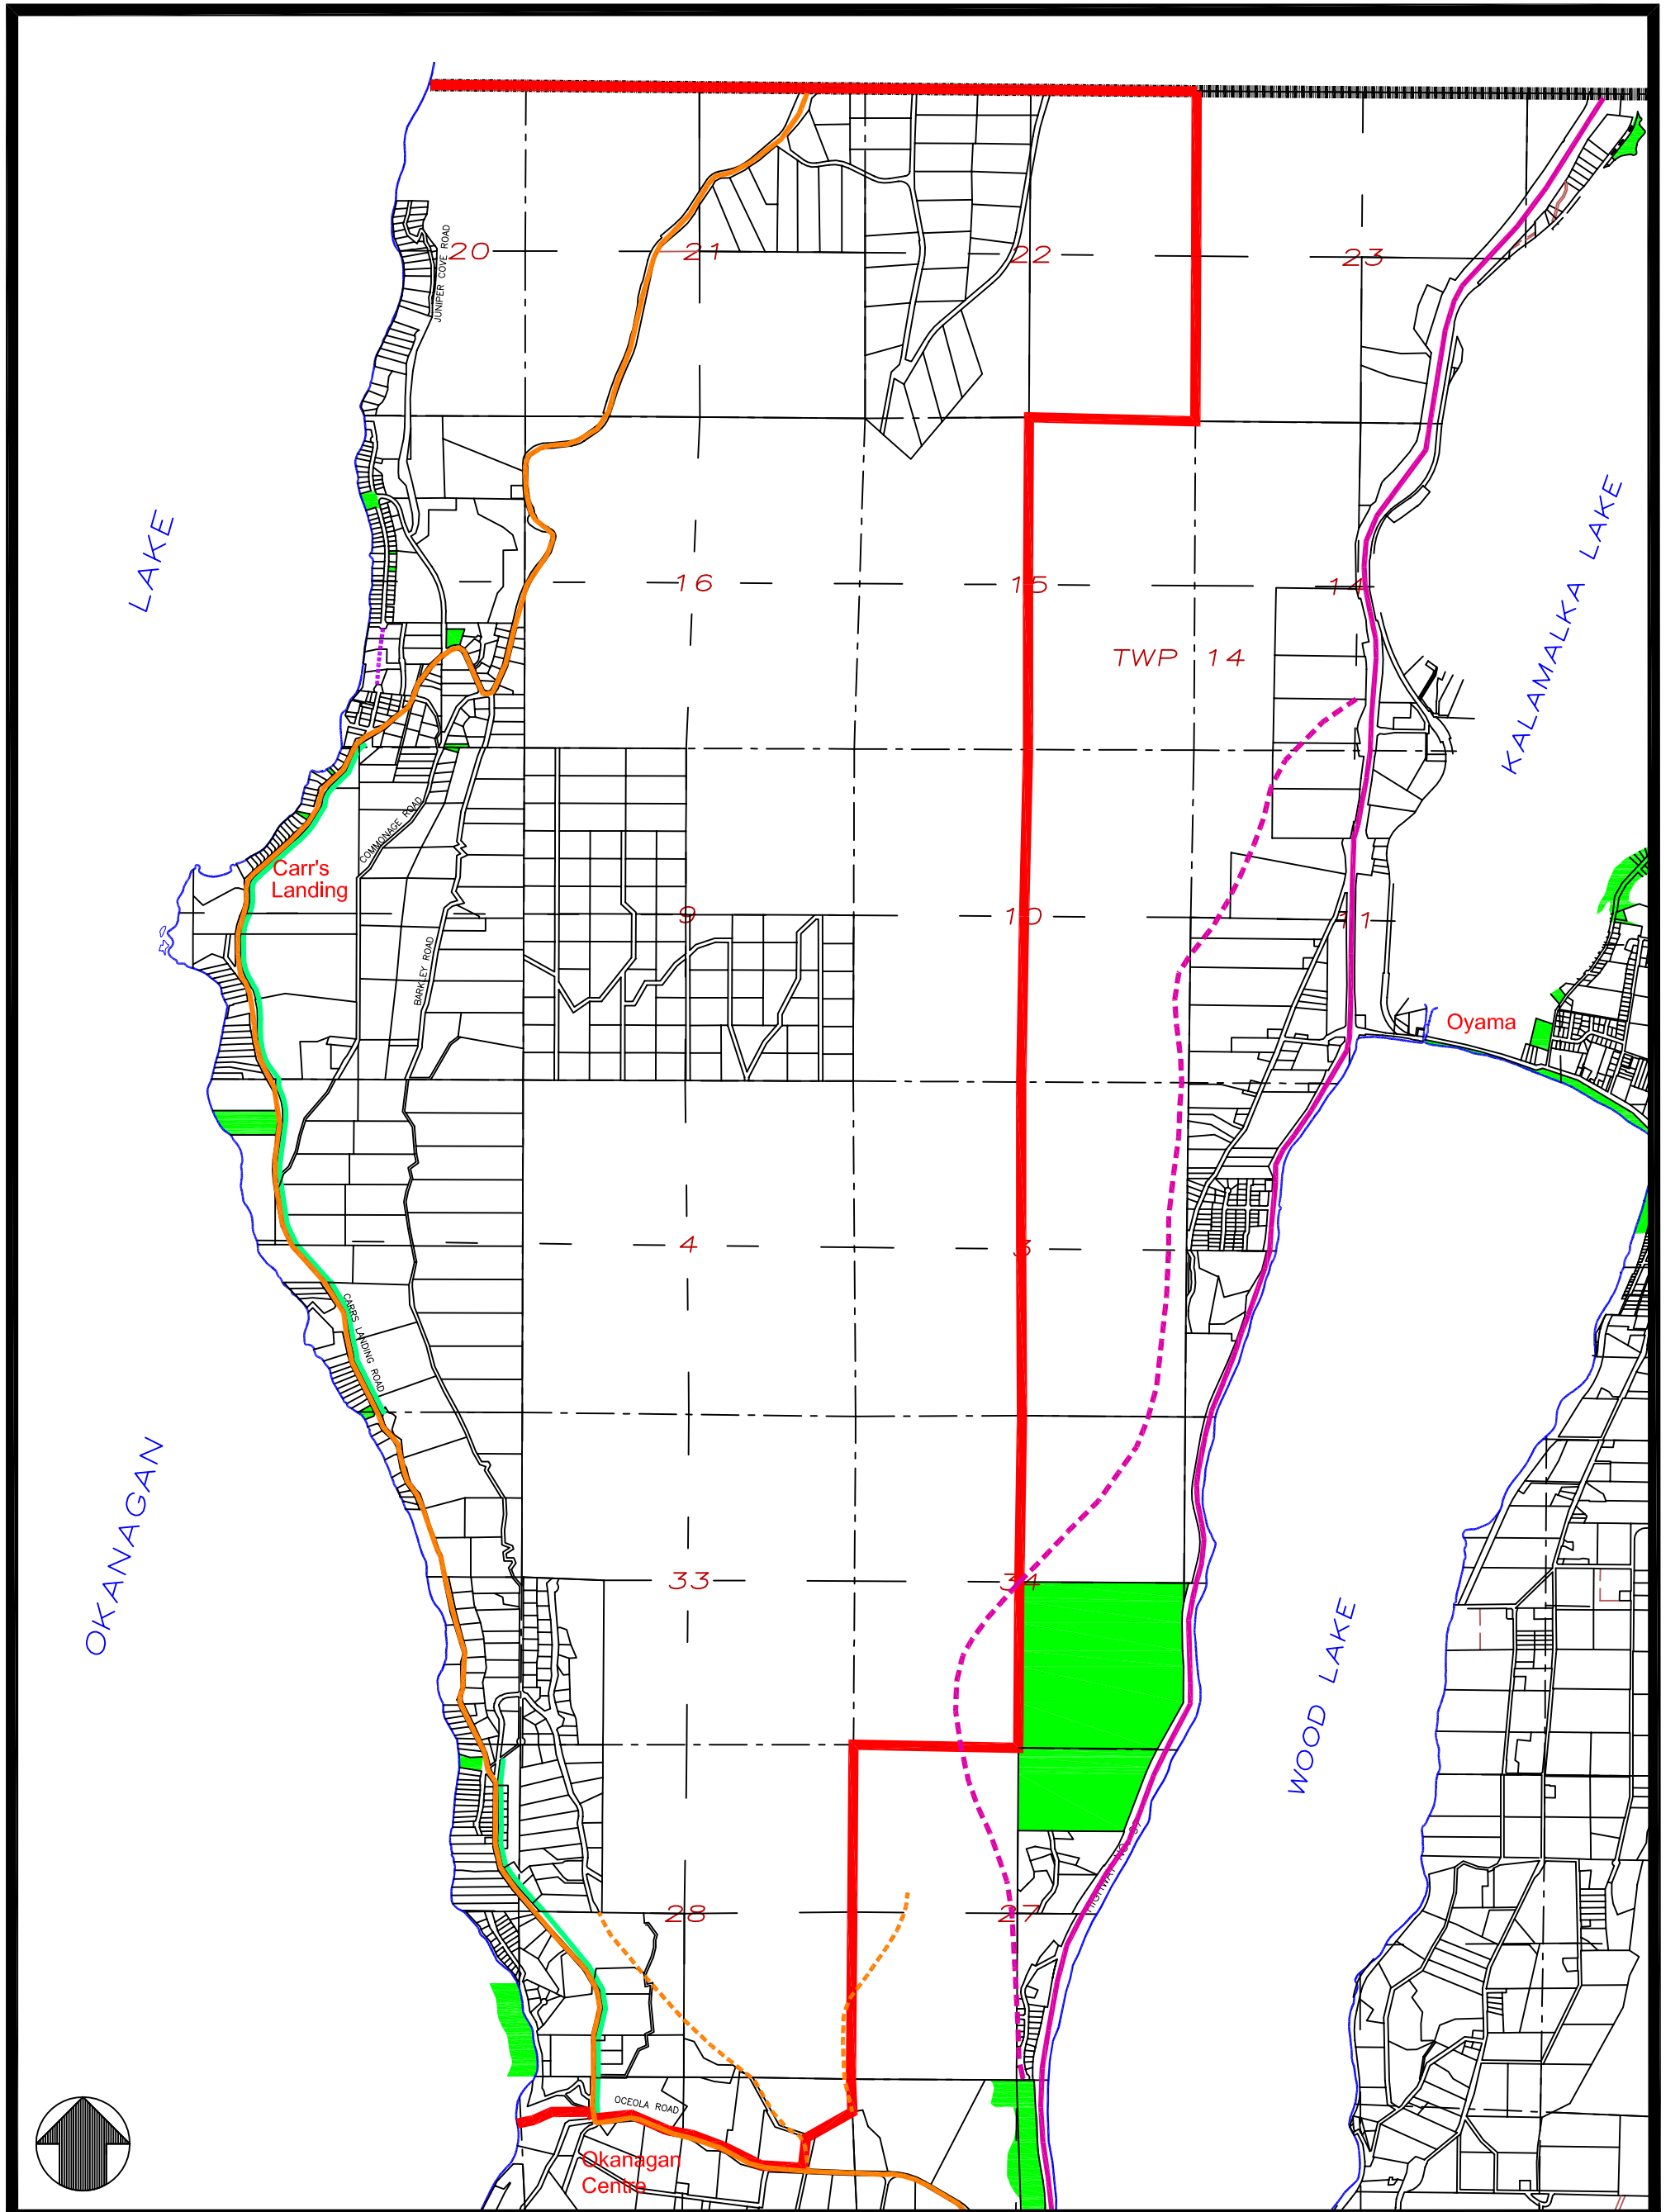 JUNIPER COVE ROAD
20
21
22
23
LAKE
KALAMALKA LAKE
16
15
14
TWP 14
COMMONAGE ROAD
Carr's
Landing
9
10
11
BARKLEY ROAD
Oyama
4
3
CARRS LANDING ROAD
OKANAGAN
33
34
WOOD LAKE
28
27
OCEOLA ROAD
Okanagan
Centre